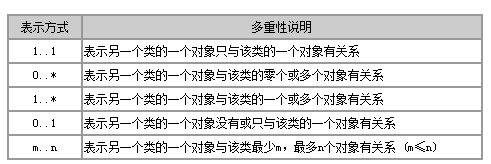 表示方式 多重性说明
1..1 表示另一个类的一个对象只与该类的一个对象有关系
0..* 表示另一个类的一个对象与该类的零个或多个对象有关系
1..* 表示另一个类的一个对象与该类的一个或多个对象有关系
0..1 表示另一个类的一个对象没有或只与该类的一个对象有关系
m..n 表示另一个类的一个对象与该类最少m，最多n个对象有关系 (m≤n)